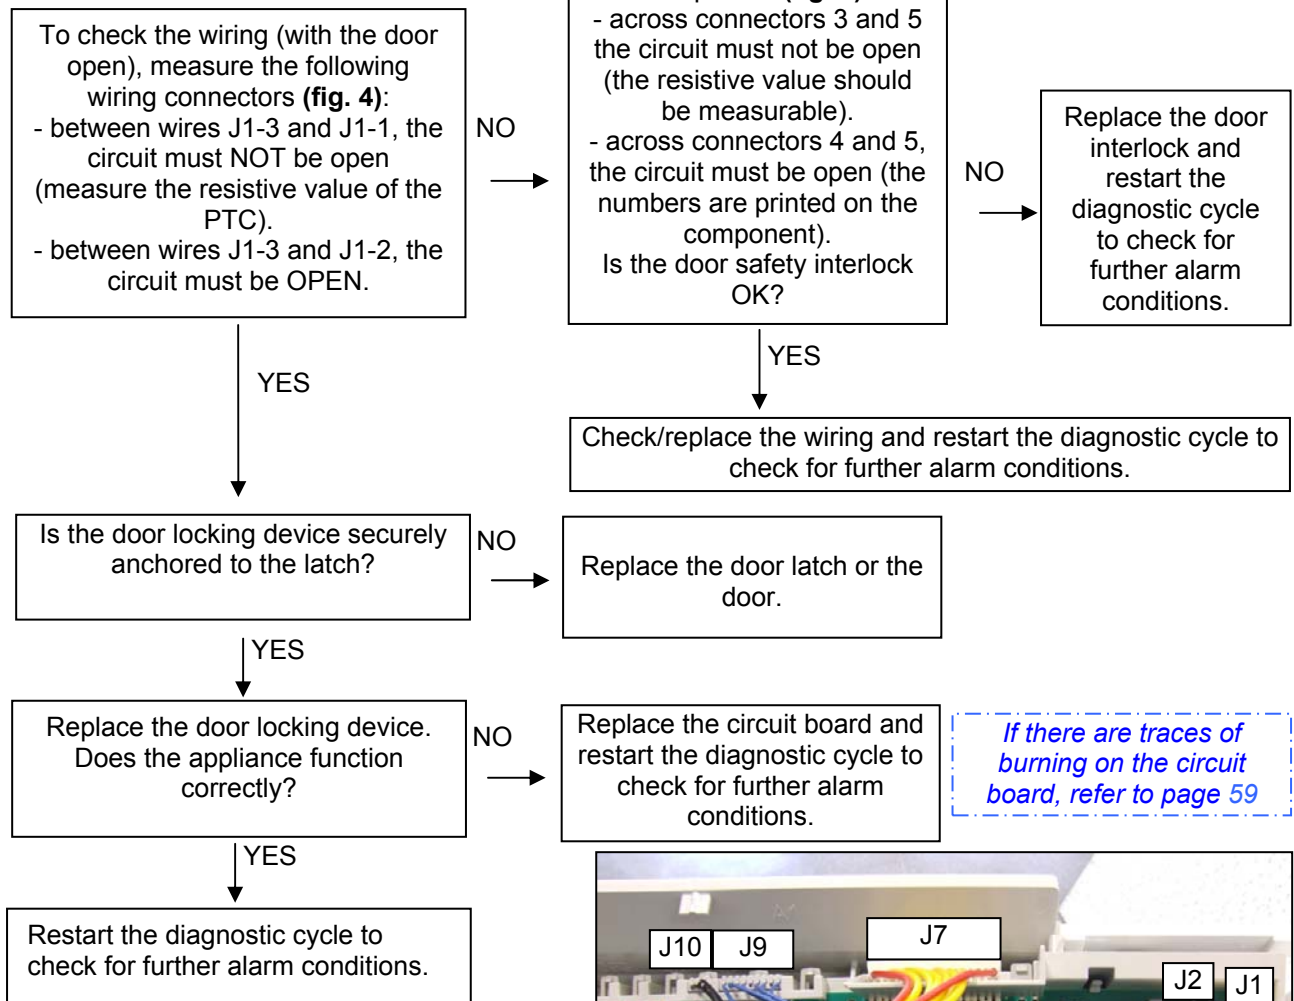 To check the wiring (with the door
open), measure the following
wiring connectors (fig. 4):
- between wires J1-3 and J1-1, the
circuit must NOT be open
(measure the resistive value of the
PTC).
- between wires J1-3 and J1-2, the
circuit must be OPEN.
NO
- across connectors 3 and 5
the circuit must not be open
(the resistive value should
be measurable).
- across connectors 4 and 5,
the circuit must be open (the
numbers are printed on the
component).
Is the door safety interlock
OK?
NO
Replace the door
interlock and
restart the
diagnostic cycle
to check for
further alarm
conditions.
YES
YES
Check/replace the wiring and restart the diagnostic cycle to
check for further alarm conditions.
Is the door locking device securely
anchored to the latch?
NO
Replace the door latch or the
door.
YES
Replace the door locking device.
Does the appliance function
correctly?
NO
Replace the circuit board and
restart the diagnostic cycle to
check for further alarm
conditions.
If there are traces of
burning on the circuit
board, refer to page 59
YES
Restart the diagnostic cycle to
check for further alarm conditions.
J10
J9
J7
J2
J1